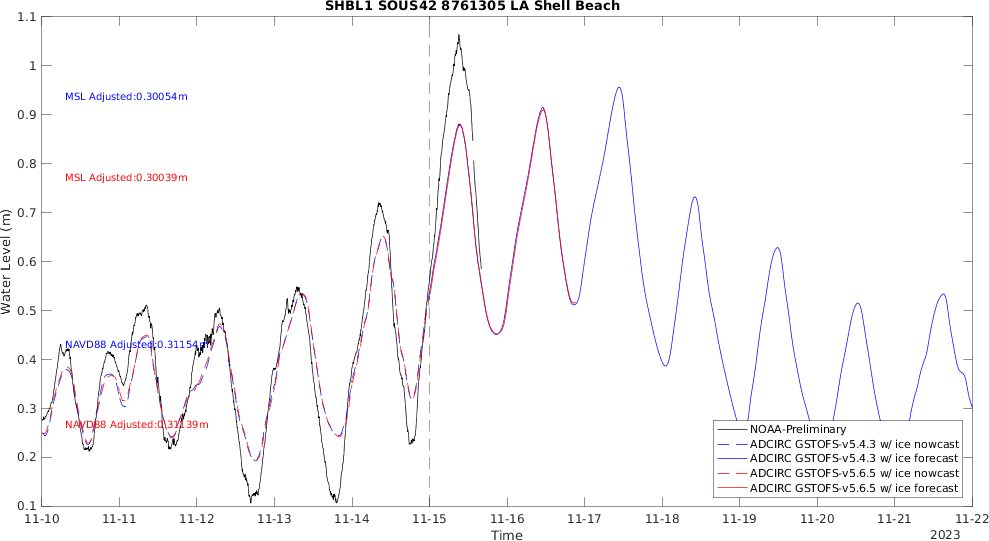 SHBL1 SOUS42 8761305 LA Shell Beach
1.1
1
0.9
0.8
0.7
0.6
0.5
0.4
0.3
0.2
0.1
Water Level (m)
MSL Adjusted:0.30054m
MSL Adjusted:0.30039m
NAVD88 Adjusted:0.31154m
NAVD88 Adjusted:0.31139m
NOAA-Preliminary
ADCIRC GSTOFS-v5.4.3 w/ ice nowcast
ADCIRC GSTOFS-v5.4.3 w/ ice forecast
ADCIRC GSTOFS-v5.6.5 w/ ice nowcast
ADCIRC GSTOFS-v5.6.5 w/ ice forecast
11-10 11-11 11-12 11-13 11-14 11-15 11-16 11-17 11-18 11-19 11-20 11-21 11-22
Time
2023